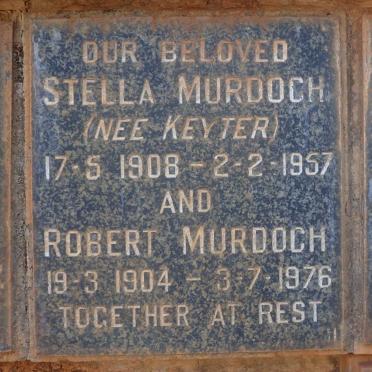 OUR BELOVED
STELLA MURDOCH
(NEE KEYTER)
17-5 1908 - 2-2-1957
AND
ROBERT MURDOCH
19-3 1904 - 3-7-1976
TOGETHER AT REST